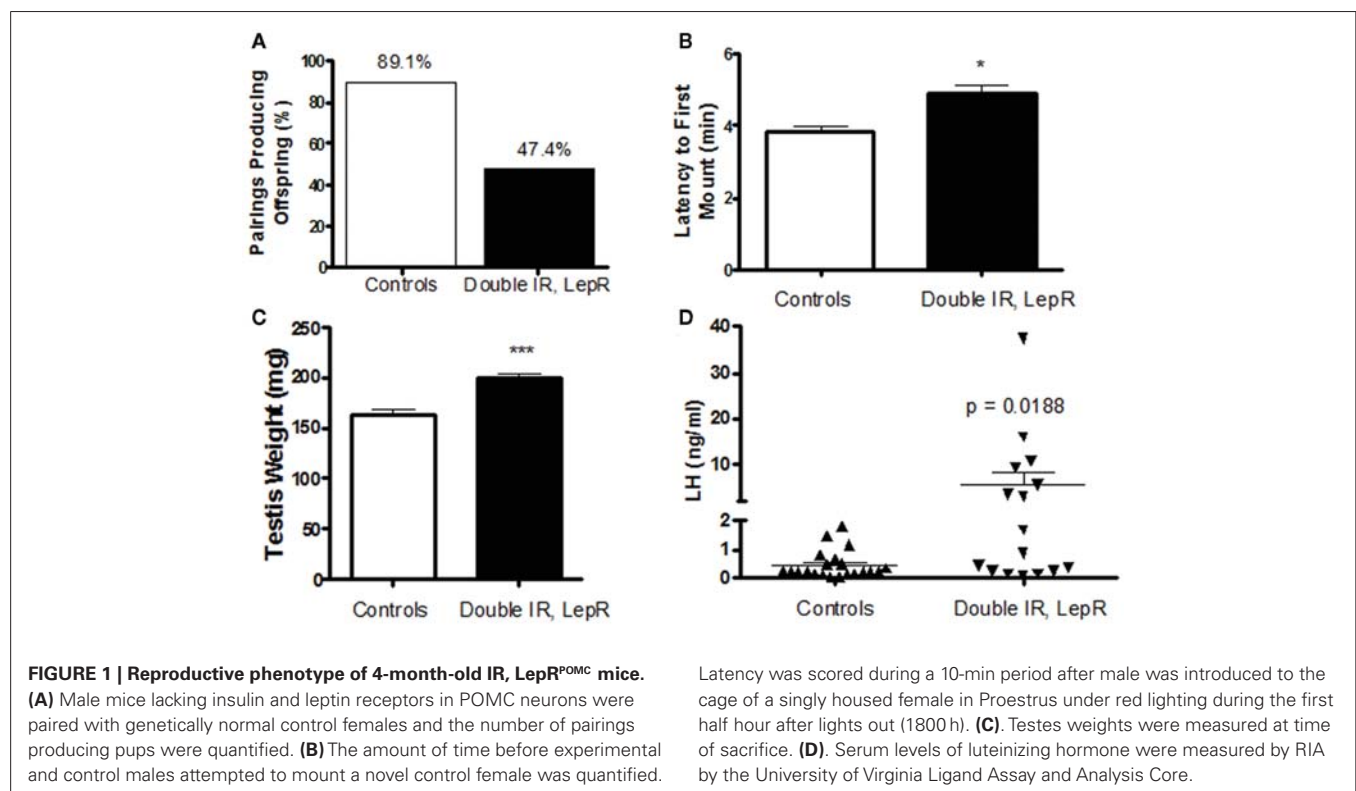 A
Pairings Producing
Offspring (%)
100
80
60
40
20
0
89.1%
47.4%
Controls Double IR, LepR
B
Latency to First
Mount (min)
6
4
2
0
*
Controls Double IR, LepR
C
Testis Weight (mg)
250
200
150
100
50
0
***
Controls Double IR, LepR
D
LH (ng/ml)
40
30
20
10
2
1
0
p = 0.0188
Controls Double IR, LepR
FIGURE 1 | Reproductive phenotype of 4-month-old IR, LepRPOMC mice.
(A) Male mice lacking insulin and leptin receptors in POMC neurons were
paired with genetically normal control females and the number of pairings
producing pups were quantified. (B) The amount of time before experimental
and control males attempted to mount a novel control female was quantified.
Latency was scored during a 10-min period after male was introduced to the
cage of a singly housed female in Proestrus under red lighting during the first
half hour after lights out (1800 h). (C). Testes weights were measured at time
of sacrifice. (D). Serum levels of luteinizing hormone were measured by RIA
by the University of Virginia Ligand Assay and Analysis Core.